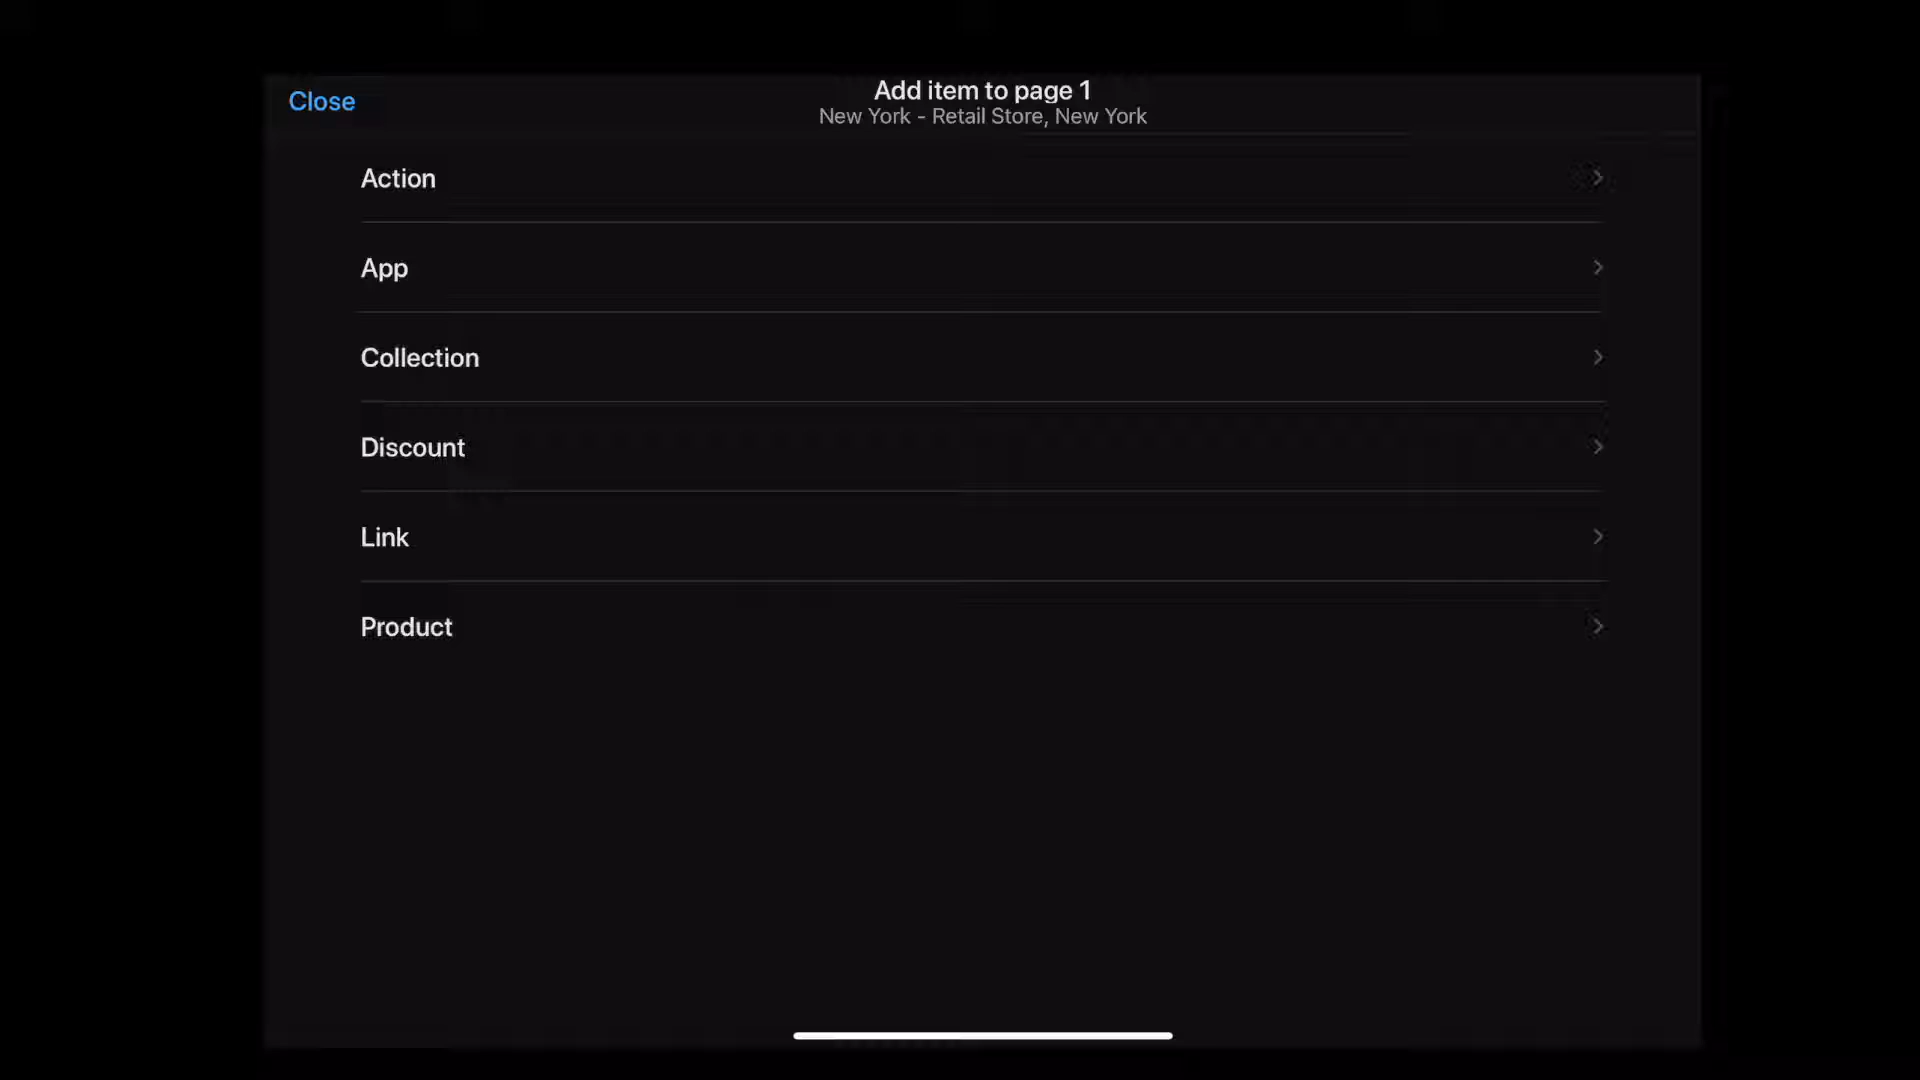 Close
Add item to page 1
New York - Retail Store, New York
Action
App
Collection
Discount
Link
Product